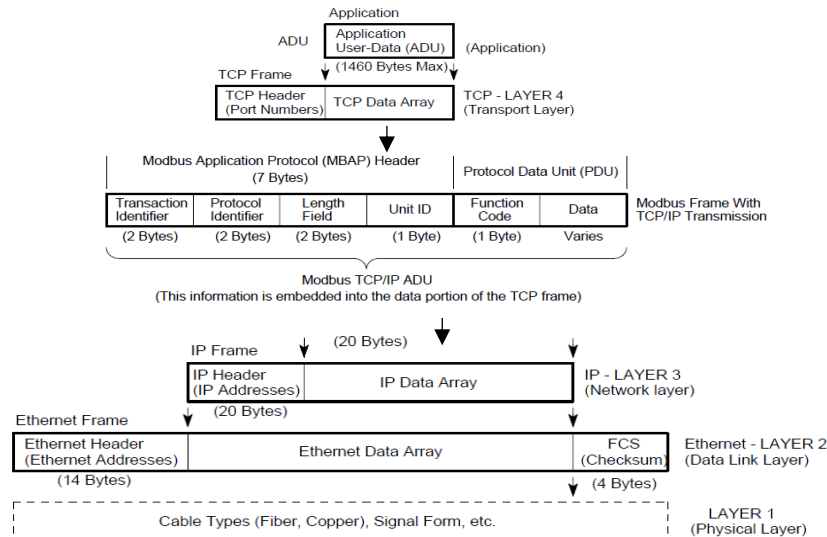 Application
ADU
Application
User-Data (ADU)
(Application)
(1460 Bytes Max)
TCP Frame
TCP Header
(Port Numbers)
TCP Data Array
TCP - LAYER 4
(Transport Layer)
Modbus Application Protocol (MBAP) Header
(7 Bytes)
Protocol Data Unit (PDU)
Transaction
Identifier
Protocol
Identifier
Length
Field
Unit ID
Function
Code
Data
Modbus Frame With
TCP/IP Transmission
(2 Bytes)
(2 Bytes)
(2 Bytes)
(1 Byte)
(1 Byte)
Varies
Modbus TCP/IP ADU
(This information is embedded into the data portion of the TCP frame)
(20 Bytes)
IP Frame
IP Header
(IP Addresses)
IP Data Array
IP - LAYER 3
(Network layer)
(20 Bytes)
Ethernet Frame
Ethernet Header
(Ethernet Addresses)
Ethernet Data Array
FCS
(Checksum)
Ethernet - LAYER 2
(Data Link Layer)
(14 Bytes)
(4 Bytes)
Cable Types (Fiber, Copper), Signal Form, etc.
LAYER 1
(Physical Layer)